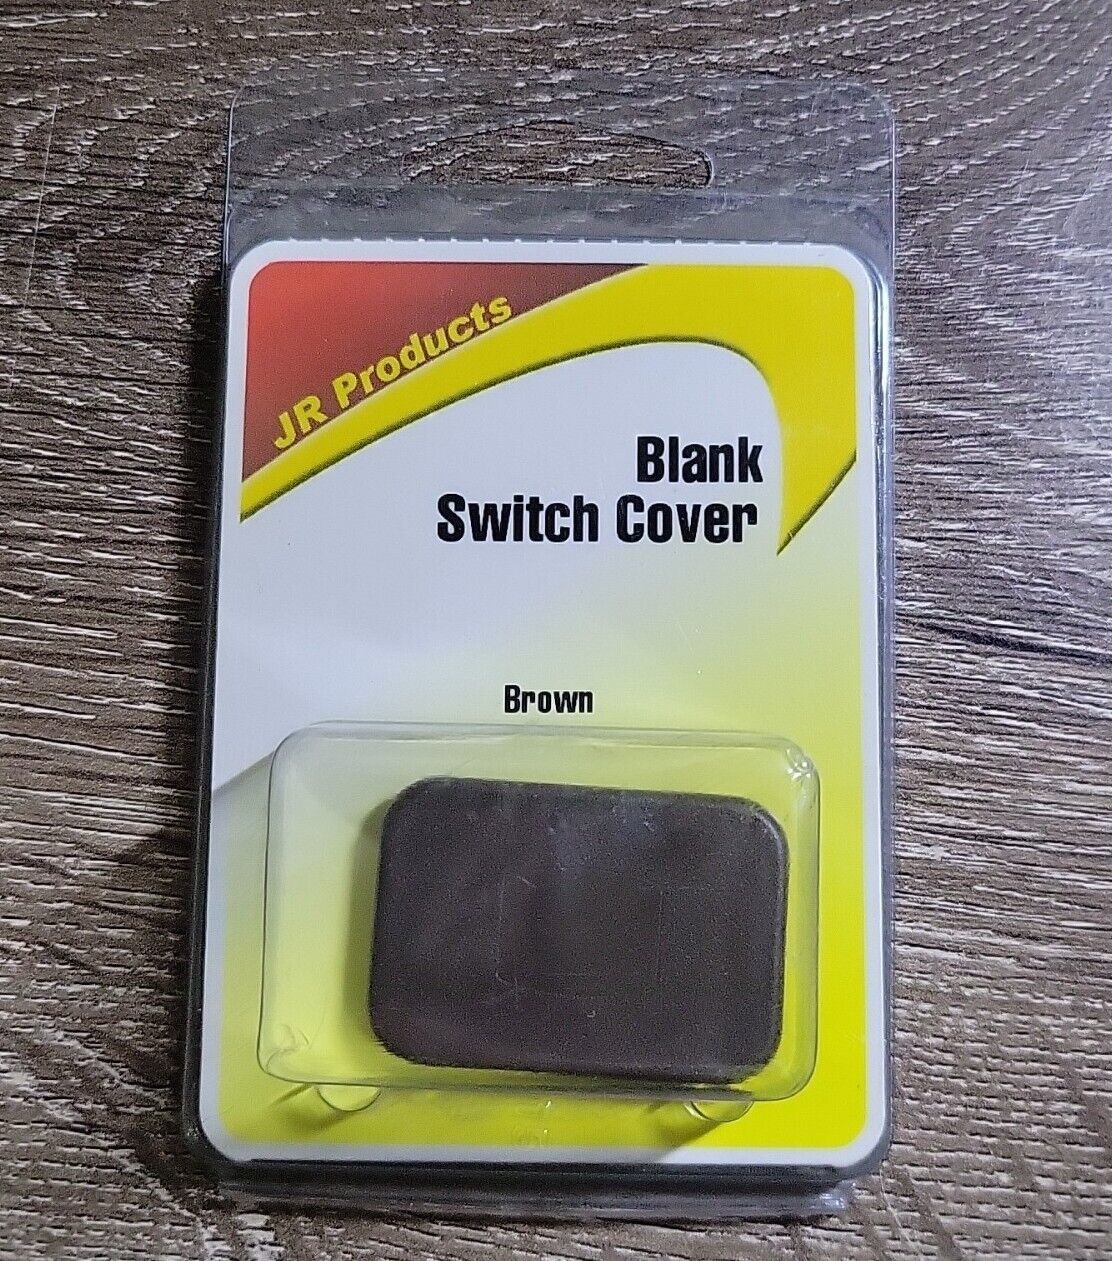 JR Products
Blank
Switch Cover
Brown